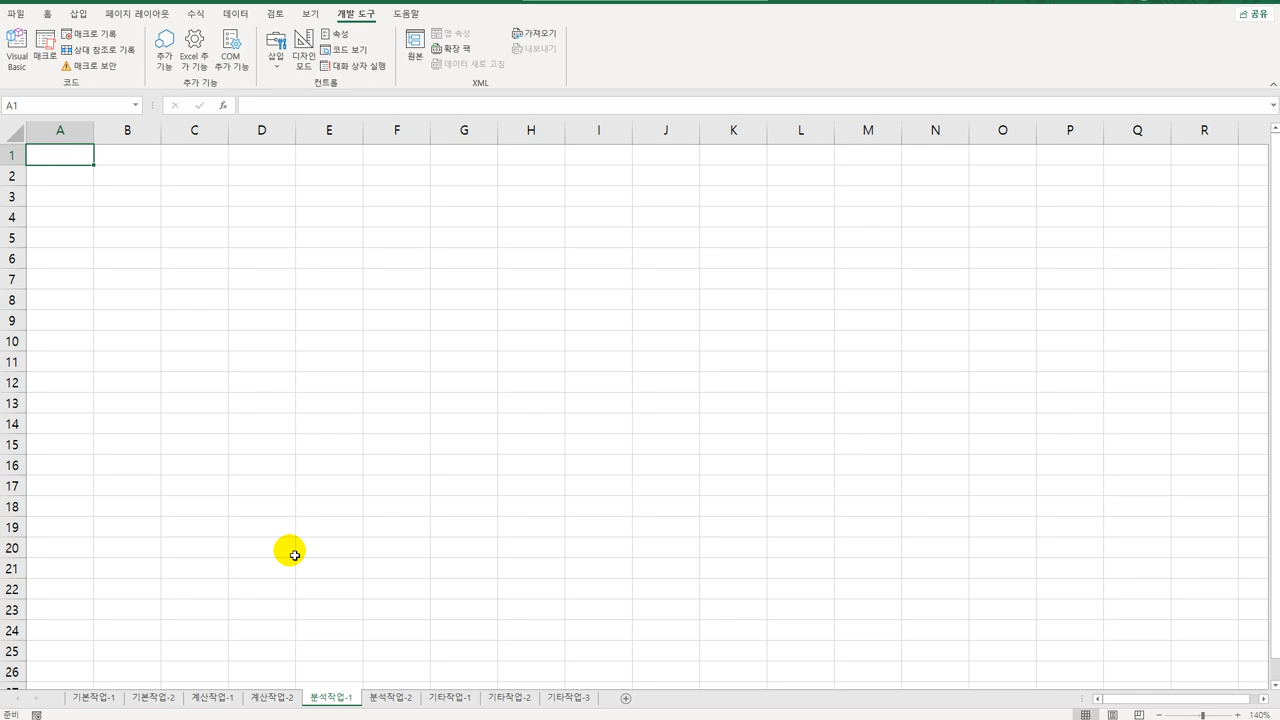 파일 홈 삽입 페이지 레이아웃 수식 데이터 검토 보기 개발 도구 도움말 공유
Visual Basic
매크로
매크로 기록
상대 참조로 기록
매크로 보안
코드
추가 기능
Excel 추가 기능
COM 추가 기능
추가 기능
삽입
디자인 모드
속성
코드 보기
대화 상자 실행
컨트롤
원본
맵 속성
확장 팩
데이터 새로 고침
가져오기
내보내기
XML
A1
fx
A B C D E F G H I J K L M N O P Q R
1
2
3
4
5
6
7
8
9
10
11
12
13
14
15
16
17
18
19
20
21
22
23
24
25
26
기본작업-1 기본작업-2 계산작업-1 계산작업-2 분석작업-1 분석작업-2 기타작업-1 기타작업-2 기타작업-3
준비 140%